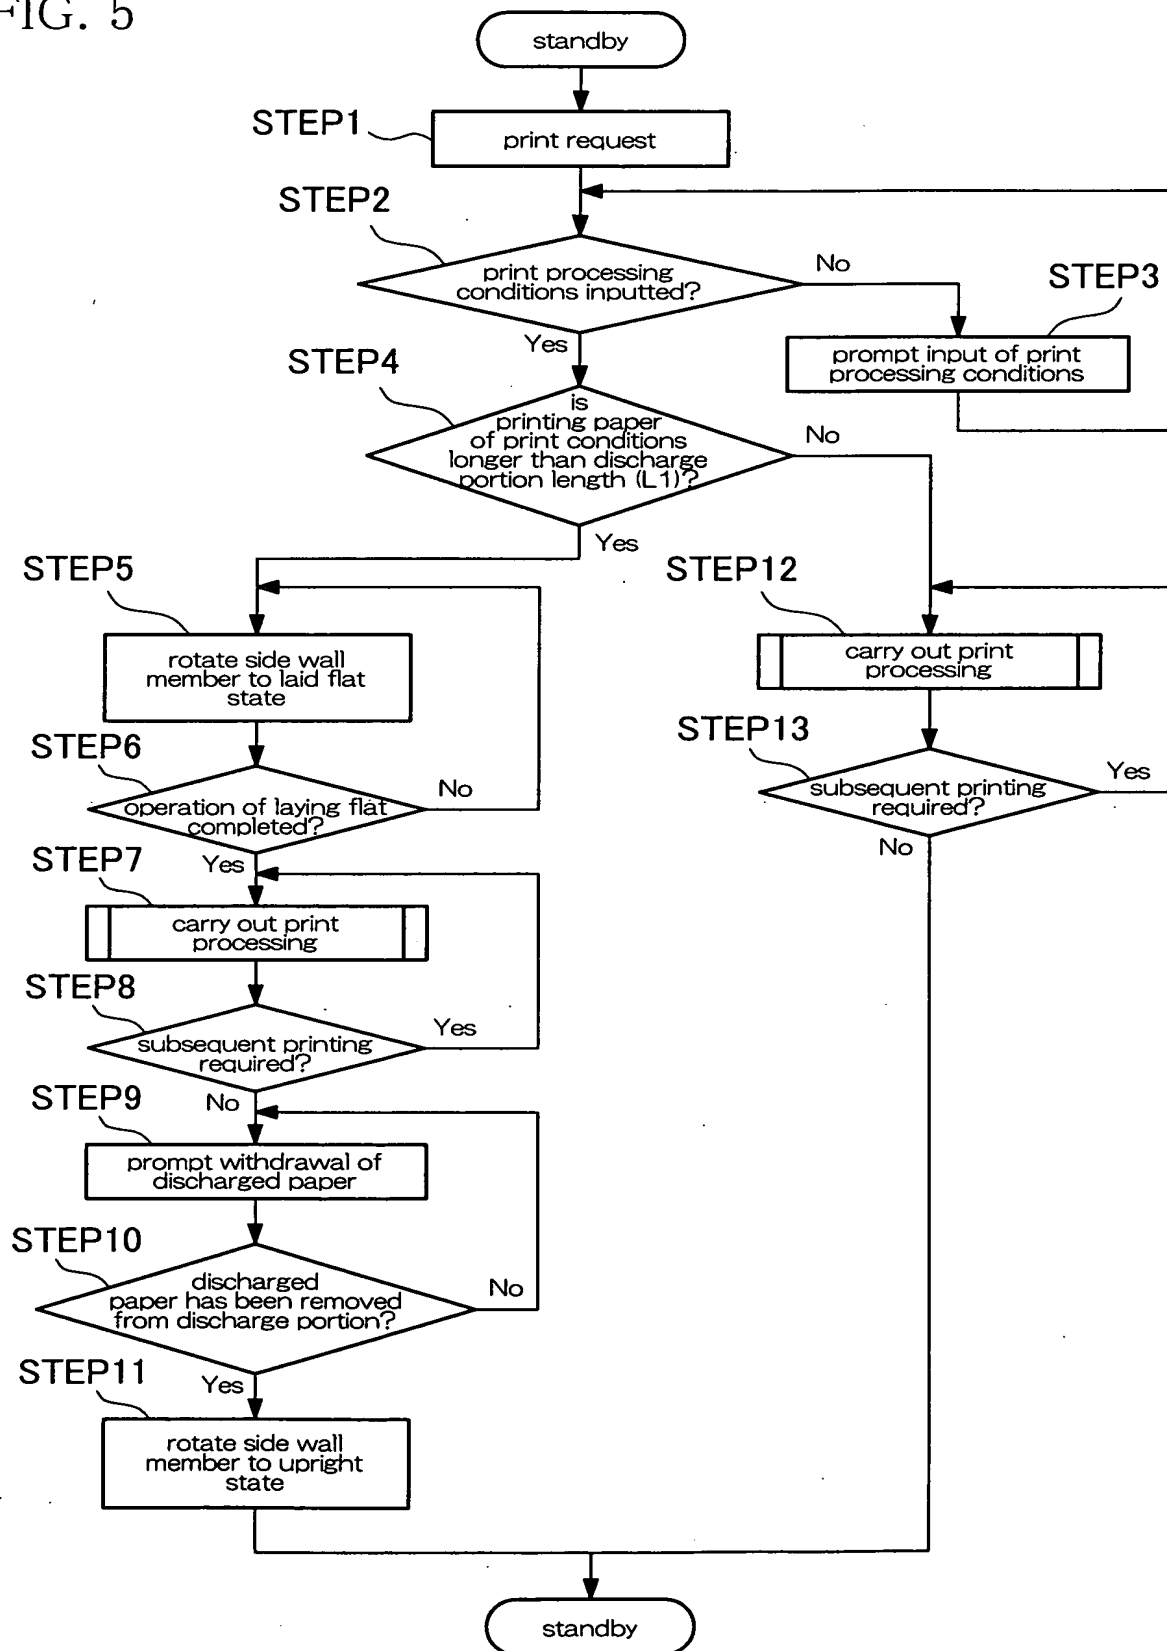 FIG. 5
standby
STEP1
print request
STEP2
print processing
conditions inputted?
No
STEP3
prompt input of print
processing conditions
Yes
STEP4
is
printing paper
of print conditions
longer than discharge
portion length (L1)?
No
Yes
STEP5
rotate side wall
member to laid flat
state
STEP12
carry out print
processing
STEP6
operation of laying flat
completed?
No
Yes
STEP13
subsequent printing
required?
Yes
No
STEP7
carry out print
processing
STEP8
subsequent printing
required?
Yes
No
STEP9
prompt withdrawal of
discharged paper
STEP10
discharged
paper has been removed
from discharge portion?
No
Yes
STEP11
rotate side wall
member to upright
state
standby